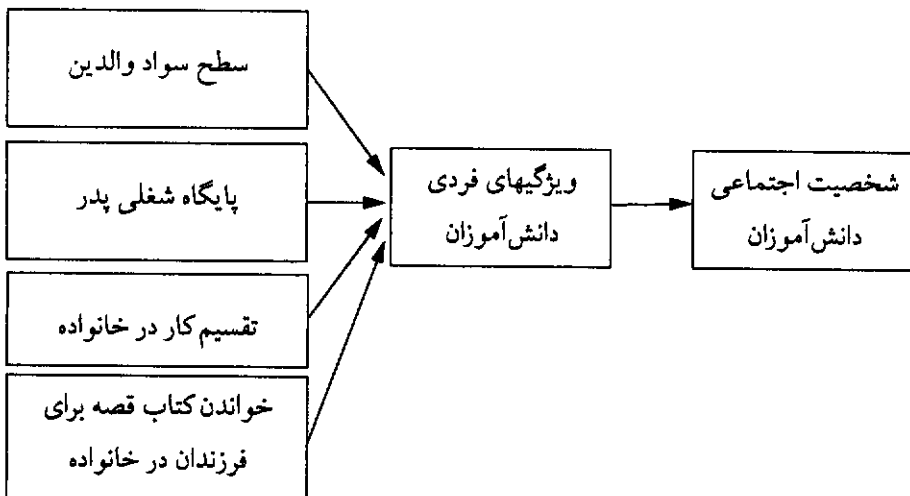 سطح سواد والدین
پایگاه شغلی پدر
تقسیم کار در خانواده
خواندن کتاب قصه برای
فرزندان در خانواده
ویژگیهای فردی
دانش‌آموزان
شخصیت اجتماعی
دانش‌آموزان